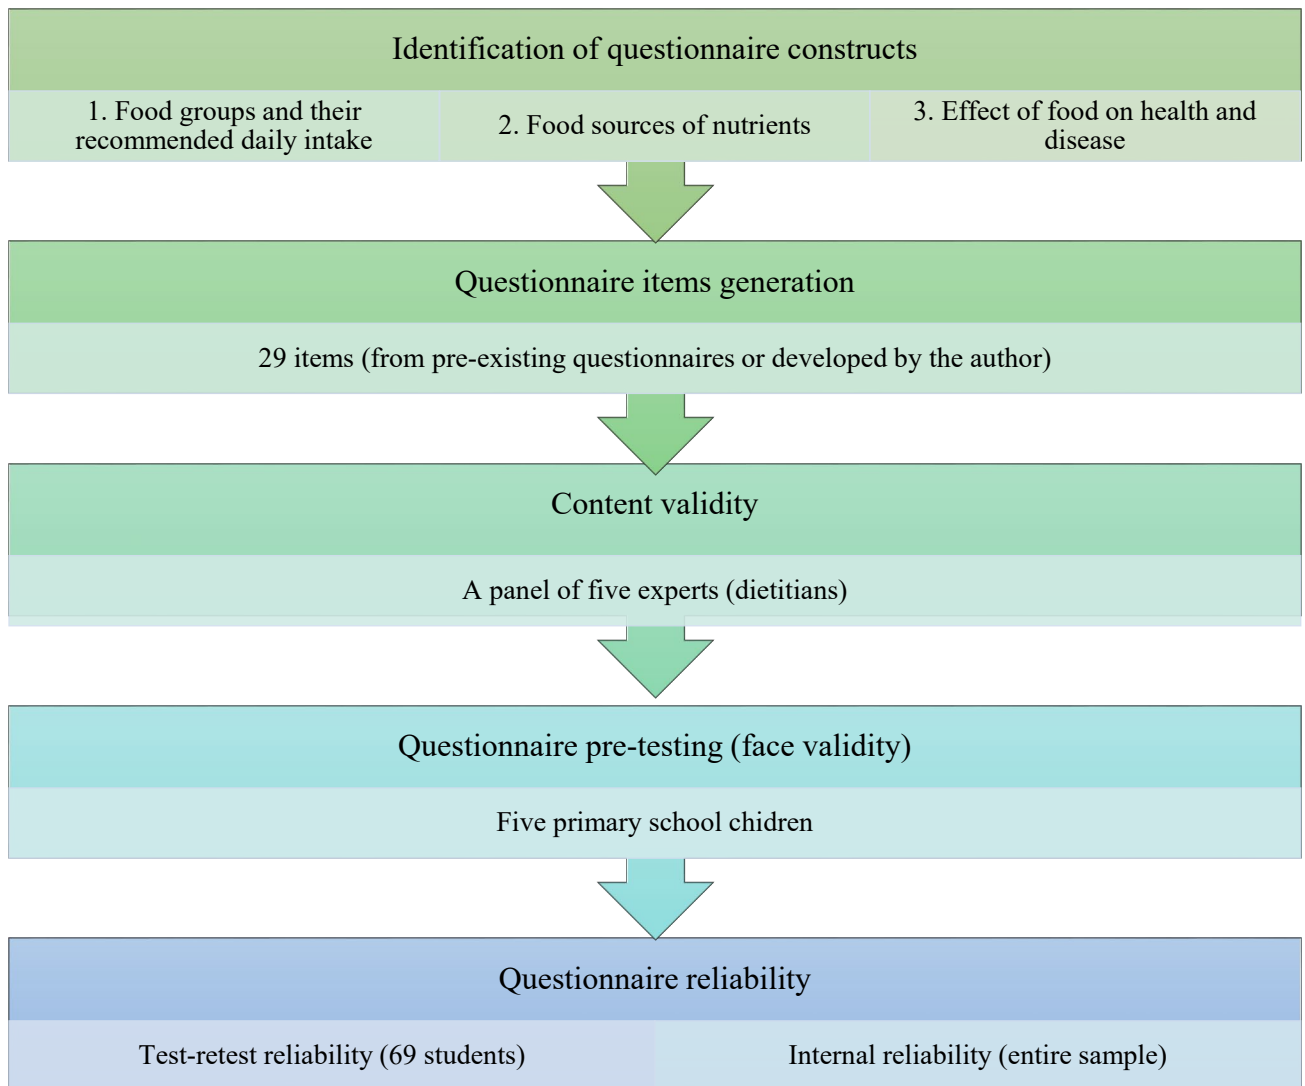 Identification of questionnaire constructs
1. Food groups and their
recommended daily intake
2. Food sources of nutrients
3. Effect of food on health and
disease
Questionnaire items generation
29 items (from pre-existing questionnaires or developed by the author)
Content validity
A panel of five experts (dietitians)
Questionnaire pre-testing (face validity)
Five primary school chidren
Questionnaire reliability
Test-retest reliability (69 students)
Internal reliability (entire sample)